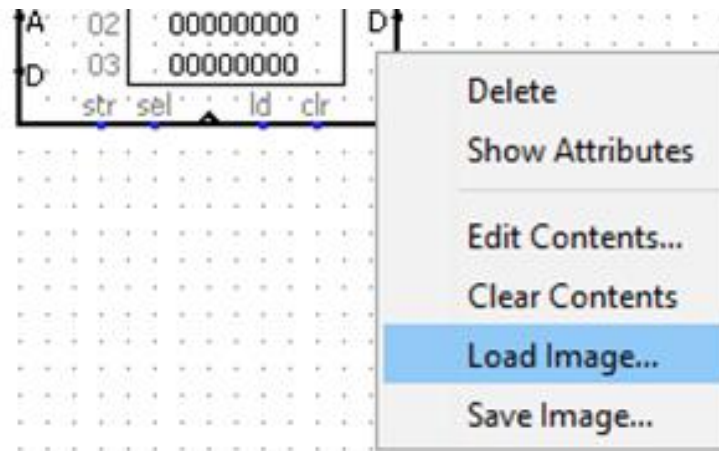 A 02 00000000 D
D 03 00000000
str sel ld clr
Delete
Show Attributes
Edit Contents...
Clear Contents
Load Image...
Save Image...